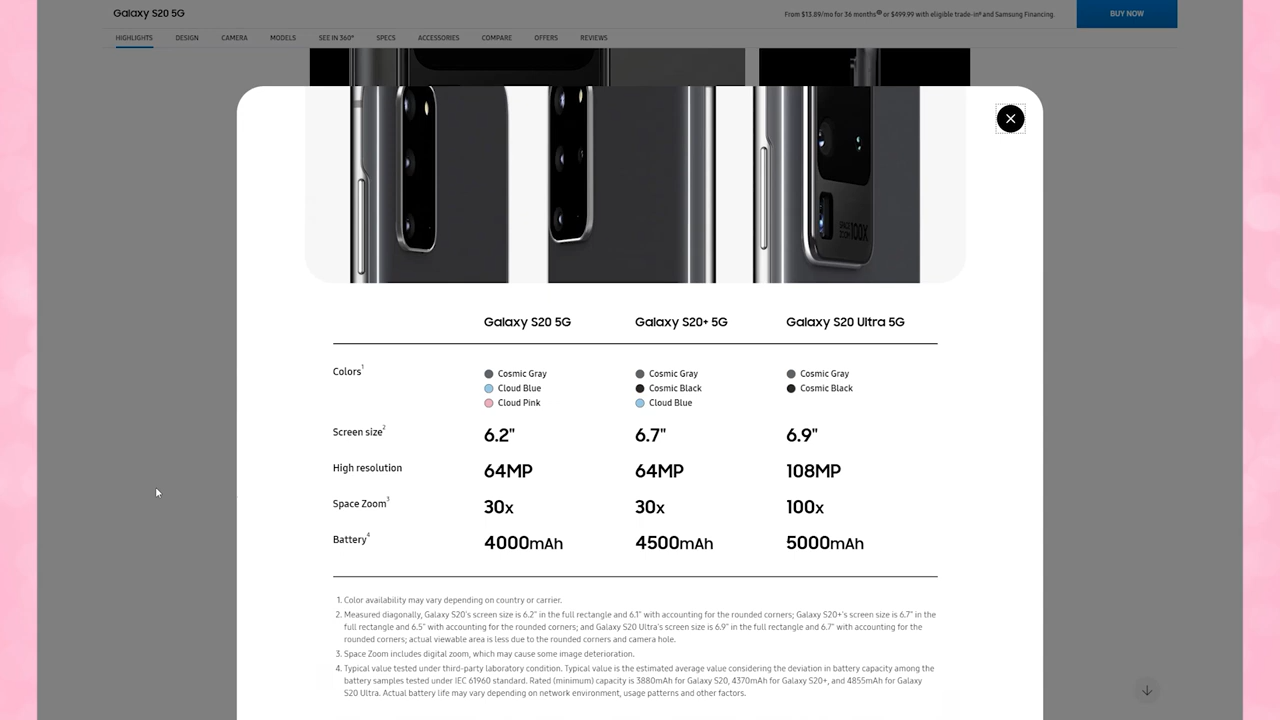 Galaxy S20 5G
From $13.89/mo for 36 months⓪ or $499.99 with eligible trade-in⁰ and Samsung Financing.
BUY NOW
HIGHLIGHTS DESIGN CAMERA MODELS SEE IN 360° SPECS ACCESSORIES COMPARE OFFERS REVIEWS
100X
Galaxy S20 5G Galaxy S20+ 5G Galaxy S20 Ultra 5G
Colors¹ Cosmic Gray Cosmic Gray Cosmic Gray
Cloud Blue Cosmic Black Cosmic Black
Cloud Pink Cloud Blue
Screen size² 6.2" 6.7" 6.9"
High resolution 64MP 64MP 108MP
Space Zoom³ 30x 30x 100x
Battery⁴ 4000mAh 4500mAh 5000mAh
1. Color availability may vary depending on country or carrier.
2. Measured diagonally, Galaxy S20's screen size is 6.2" in the full rectangle and 6.1" with accounting for the rounded corners; Galaxy S20+'s screen size is 6.7" in the
full rectangle and 6.5" with accounting for the rounded corners; and Galaxy S20 Ultra's screen size is 6.9" in the full rectangle and 6.7" with accounting for the
rounded corners; actual viewable area is less due to the rounded corners and camera hole.
3. Space Zoom includes digital zoom, which may cause some image deterioration.
4. Typical value tested under third-party laboratory condition. Typical value is the estimated average value considering the deviation in battery capacity among the
battery samples tested under IEC 61960 standard. Rated (minimum) capacity is 3880mAh for Galaxy S20, 4370mAh for Galaxy S20+, and 4855mAh for Galaxy
S20 Ultra. Actual battery life may vary depending on network environment, usage patterns and other factors.